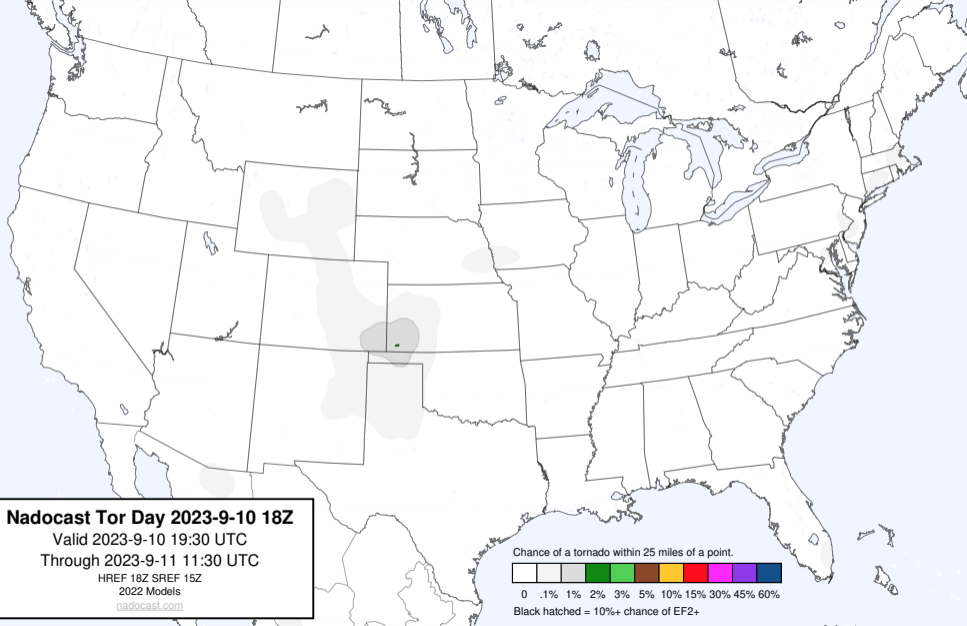 Nadocast Tor Day 2023-9-10 18Z
Valid 2023-9-10 19:30 UTC
Through 2023-9-11 11:30 UTC
HREF 18Z SREF 15Z
2022 Models
nadocast.com
Chance of a tornado within 25 miles of a point.
0 .1% 1% 2% 3% 5% 10% 15% 30% 45% 60%
Black hatched = 10%+ chance of EF2+